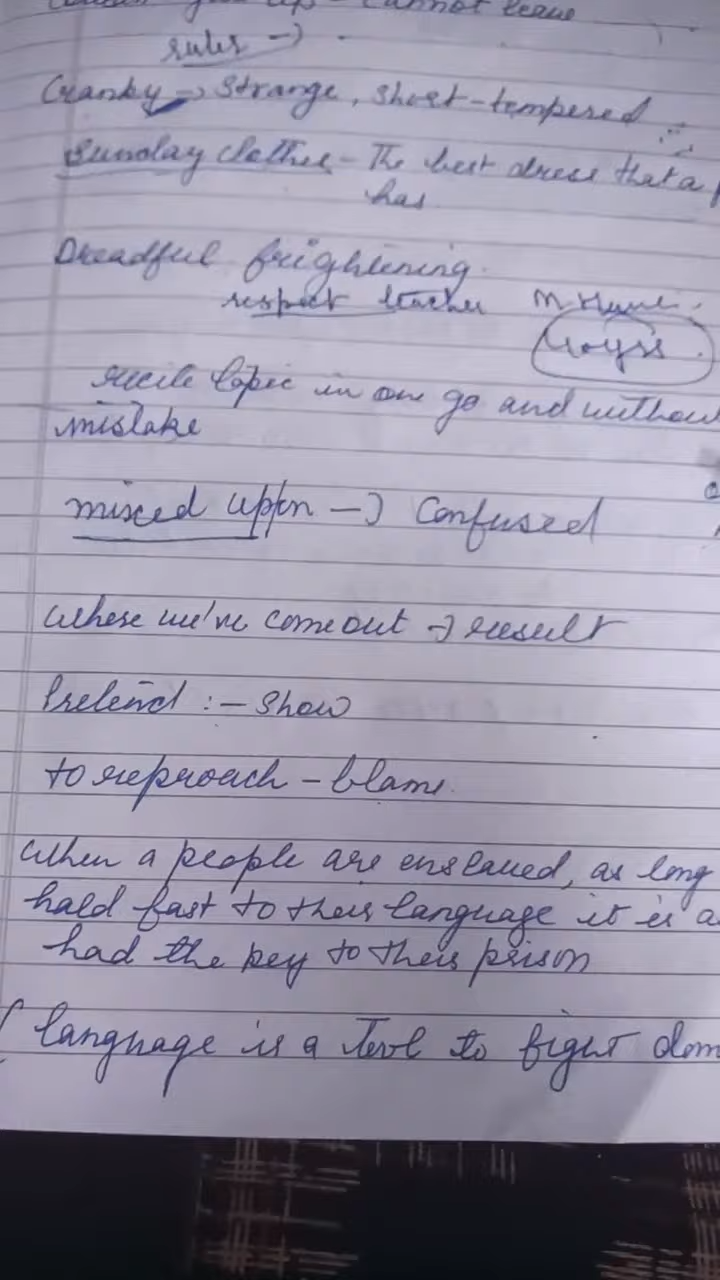 cannot leave
rules →
Cranky → Strange, Short-tempered
Sunday clothes - The best dress that a
has
Dreadful frightening
respect teacher M. Hamel
recite topic in one go and without
mistake
mixed up → Confused
where we've come out → result
Pretend :- Show
to reproach - blame.
when a people are enslaved, as long
hold fast to their language it is a
had the key to their prison
language is a tool to fight